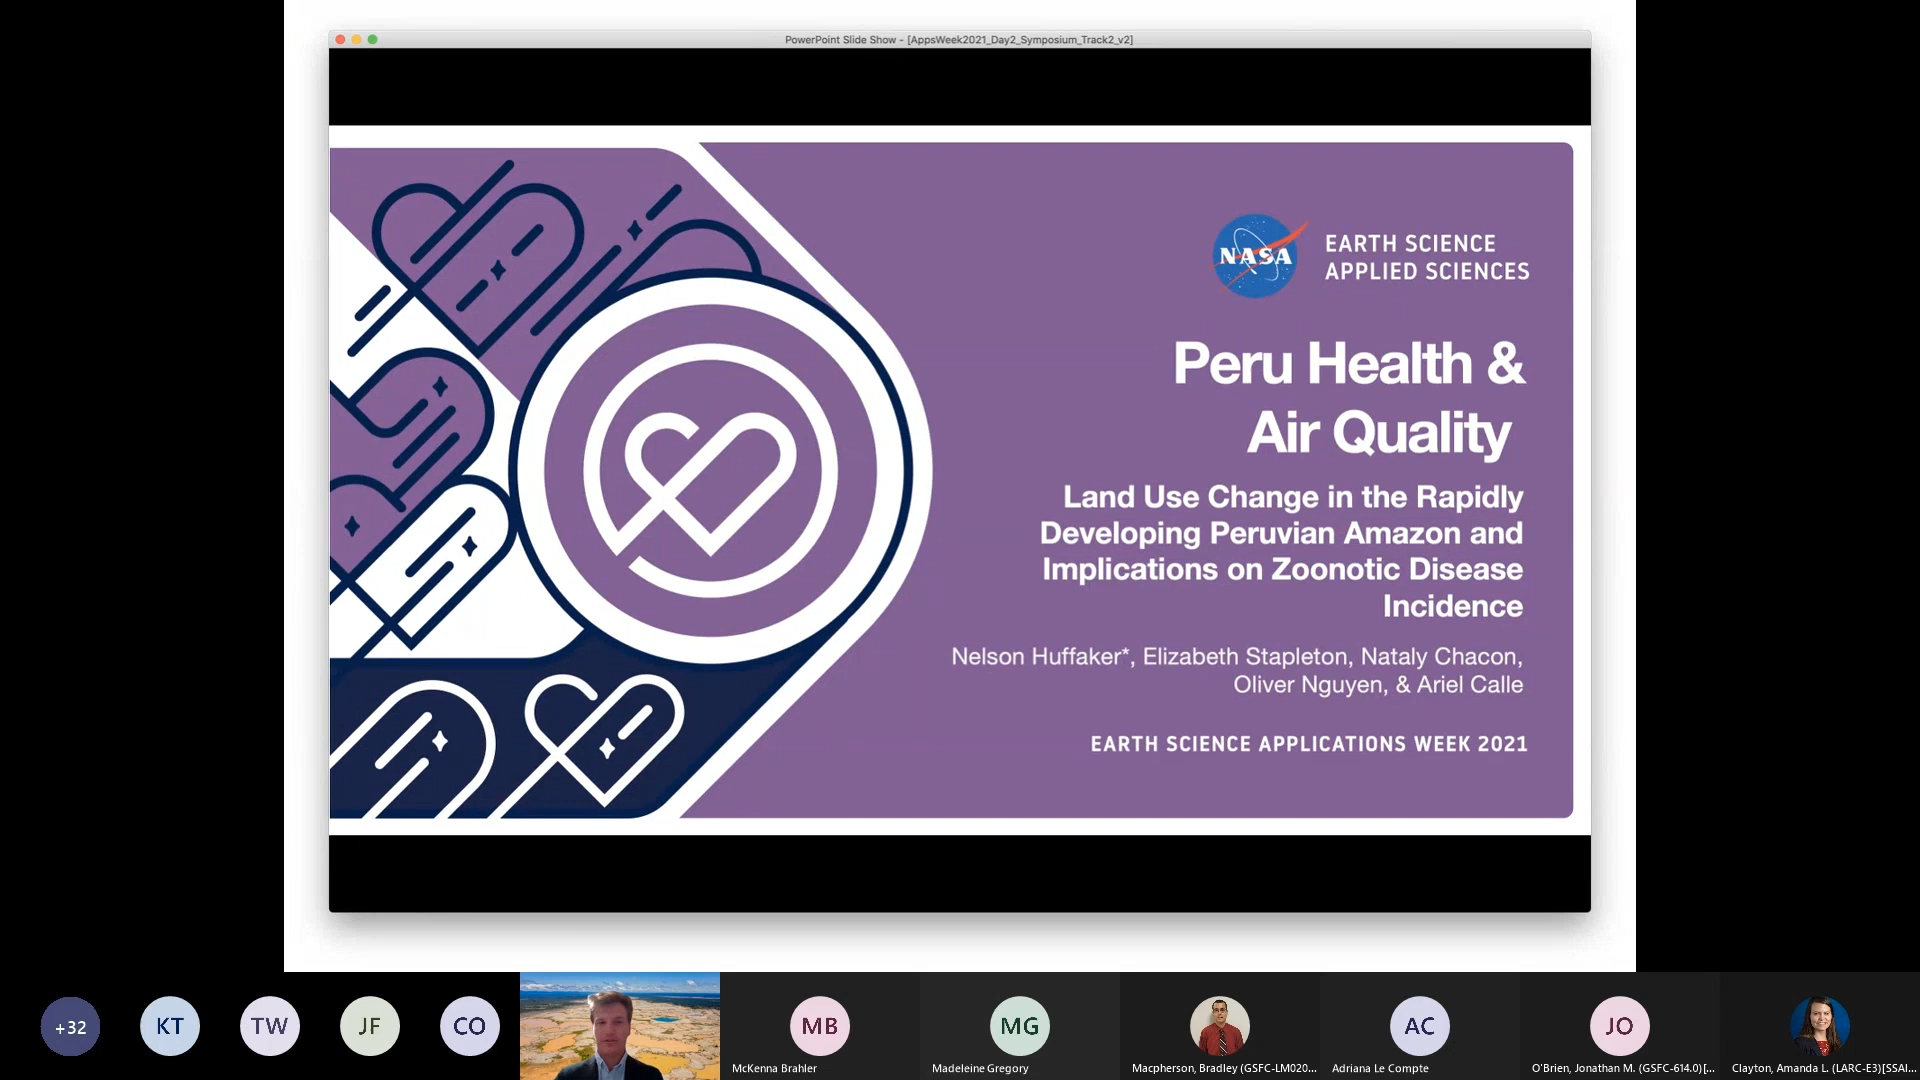 PowerPoint Slide Show - [AppsWeek2021_Day2_Symposium_Track2_v2]
NASA
EARTH SCIENCE
APPLIED SCIENCES
Peru Health &
Air Quality
Land Use Change in the Rapidly
Developing Peruvian Amazon and
Implications on Zoonotic Disease
Incidence
Nelson Huffaker*, Elizabeth Stapleton, Nataly Chacon,
Oliver Nguyen, & Ariel Calle
EARTH SCIENCE APPLICATIONS WEEK 2021
+32
KT
TW
JF
CO
MB
McKenna Brahler
MG
Madeleine Gregory
Macpherson, Bradley (GSFC-LM020...
AC
Adriana Le Compte
JO
O'Brien, Jonathan M. (GSFC-614.0)[...
Clayton, Amanda L. (LARC-E3)[SSAI...